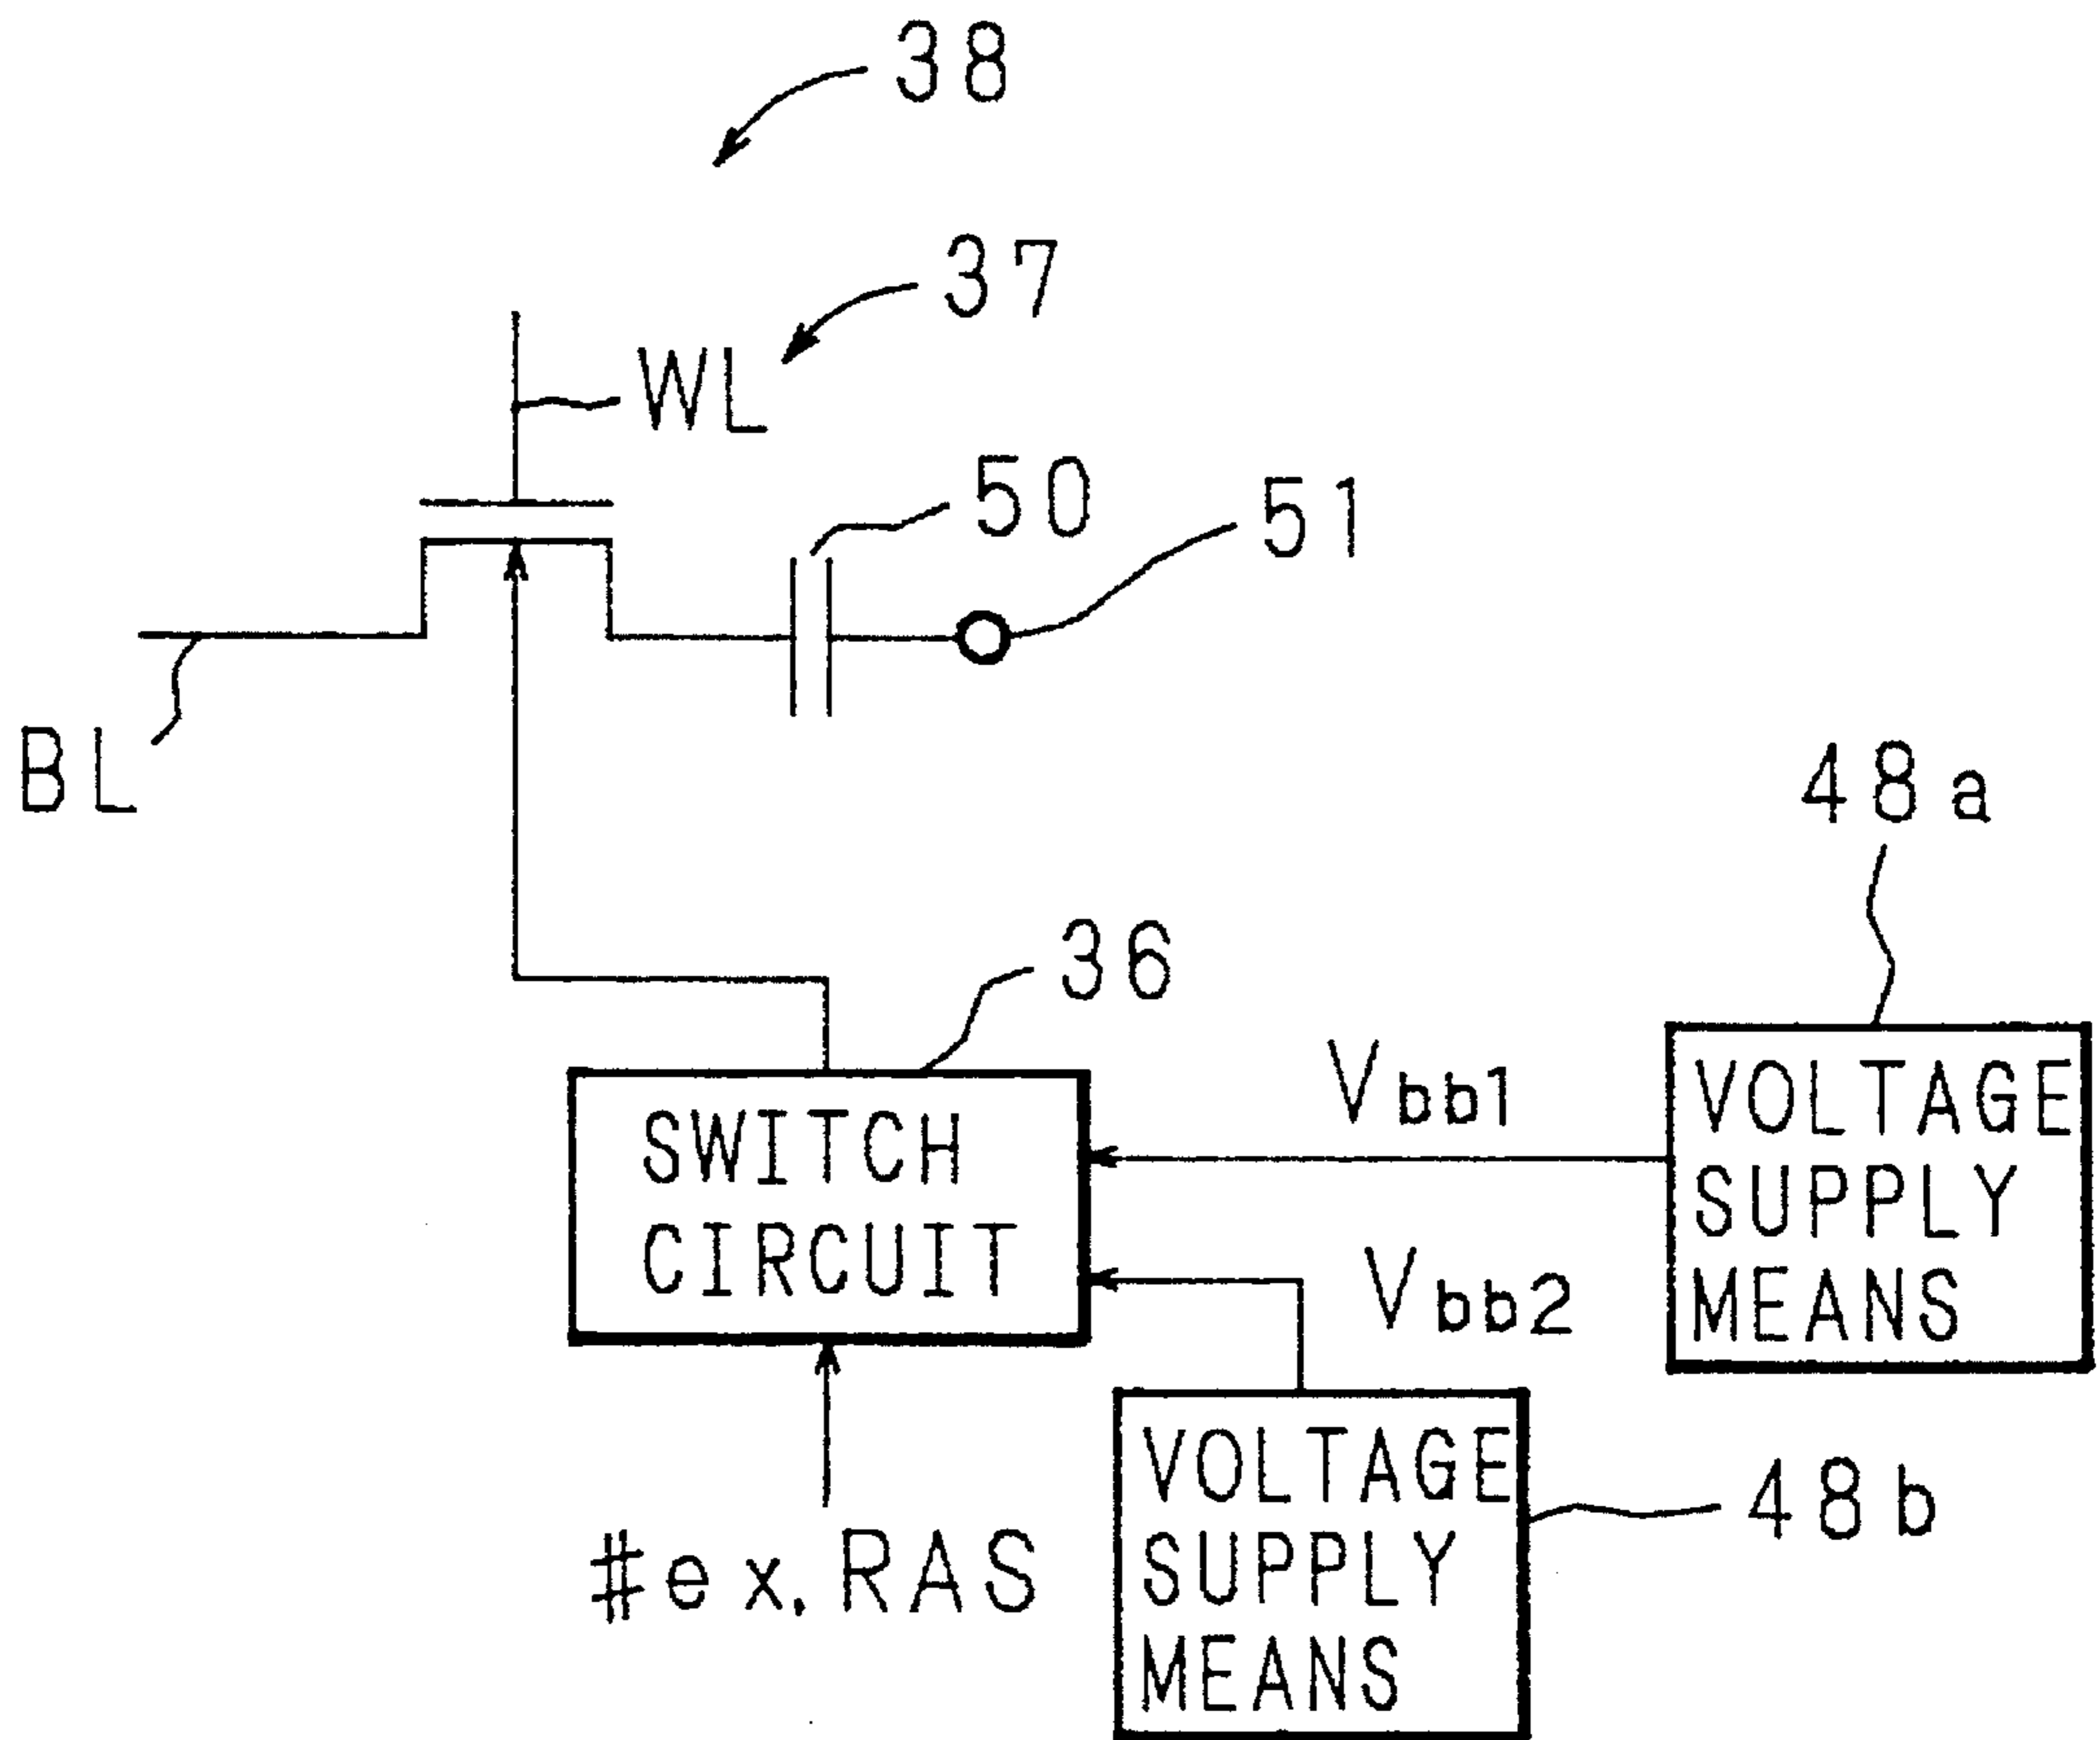 38
37
WL
50
51
BL
48a
36
Vbb1
VOLTAGE
SUPPLY
MEANS
SWITCH
CIRCUIT
Vbb2
VOLTAGE
SUPPLY
MEANS
48b
#ex.RAS